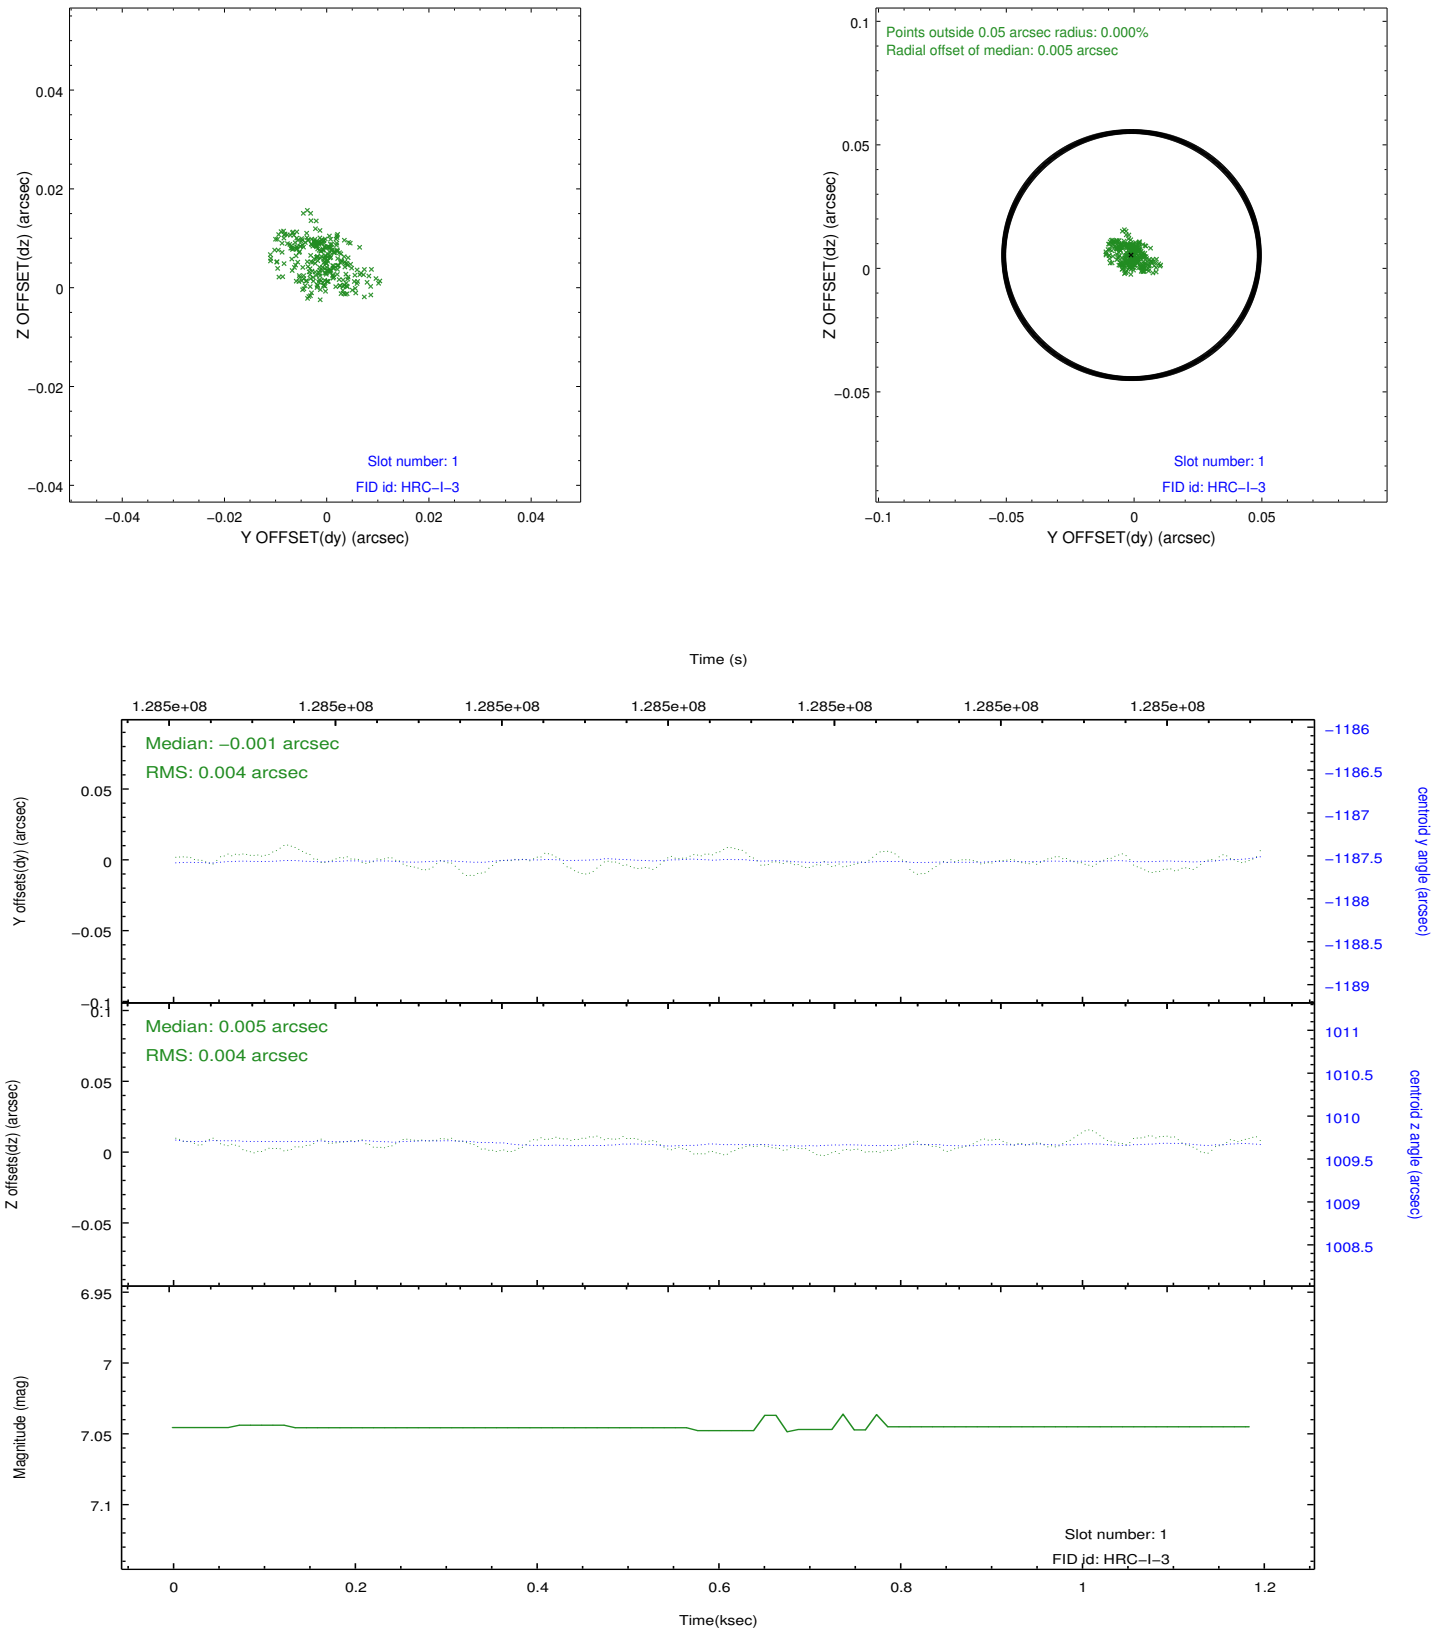 0.04
0.02
0
−0.02
−0.04
Z OFFSET(dz) (arcsec)
Slot number: 1
FID id: HRC−I−3
−0.04
−0.02
0
0.02
0.04
Y OFFSET(dy) (arcsec)
0.1
0.05
0
−0.05
Z OFFSET(dz) (arcsec)
Points outside 0.05 arcsec radius: 0.000%
Radial offset of median: 0.005 arcsec
Slot number: 1
FID id: HRC−I−3
−0.1
−0.05
0
0.05
Y OFFSET(dy) (arcsec)
Time (s)
1.285e+08
1.285e+08
1.285e+08
1.285e+08
1.285e+08
1.285e+08
1.285e+08
Median: −0.001 arcsec
RMS: 0.004 arcsec
Y offsets(dy) (arcsec)
0.05
0
−0.05
−0.1
−1186
−1186.5
−1187
−1187.5
−1188
−1188.5
−1189
centroid y angle (arcsec)
Median: 0.005 arcsec
RMS: 0.004 arcsec
Z offsets(dz) (arcsec)
0.1
0.05
0
−0.05
1011
1010.5
1010
1009.5
1009
1008.5
centroid z angle (arcsec)
Magnitude (mag)
6.95
7
7.05
7.1
Slot number: 1
FID id: HRC−I−3
0
0.2
0.4
0.6
0.8
1
1.2
Time(ksec)